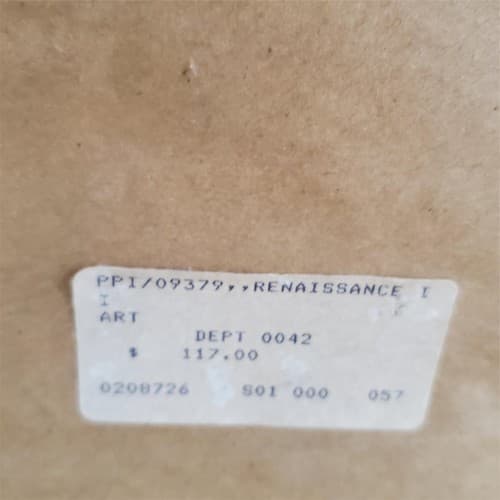 PPI/09379,,RENAISSANCE I
I
ART
DEPT 0042
$ 117.00
0208726 S01 000 057